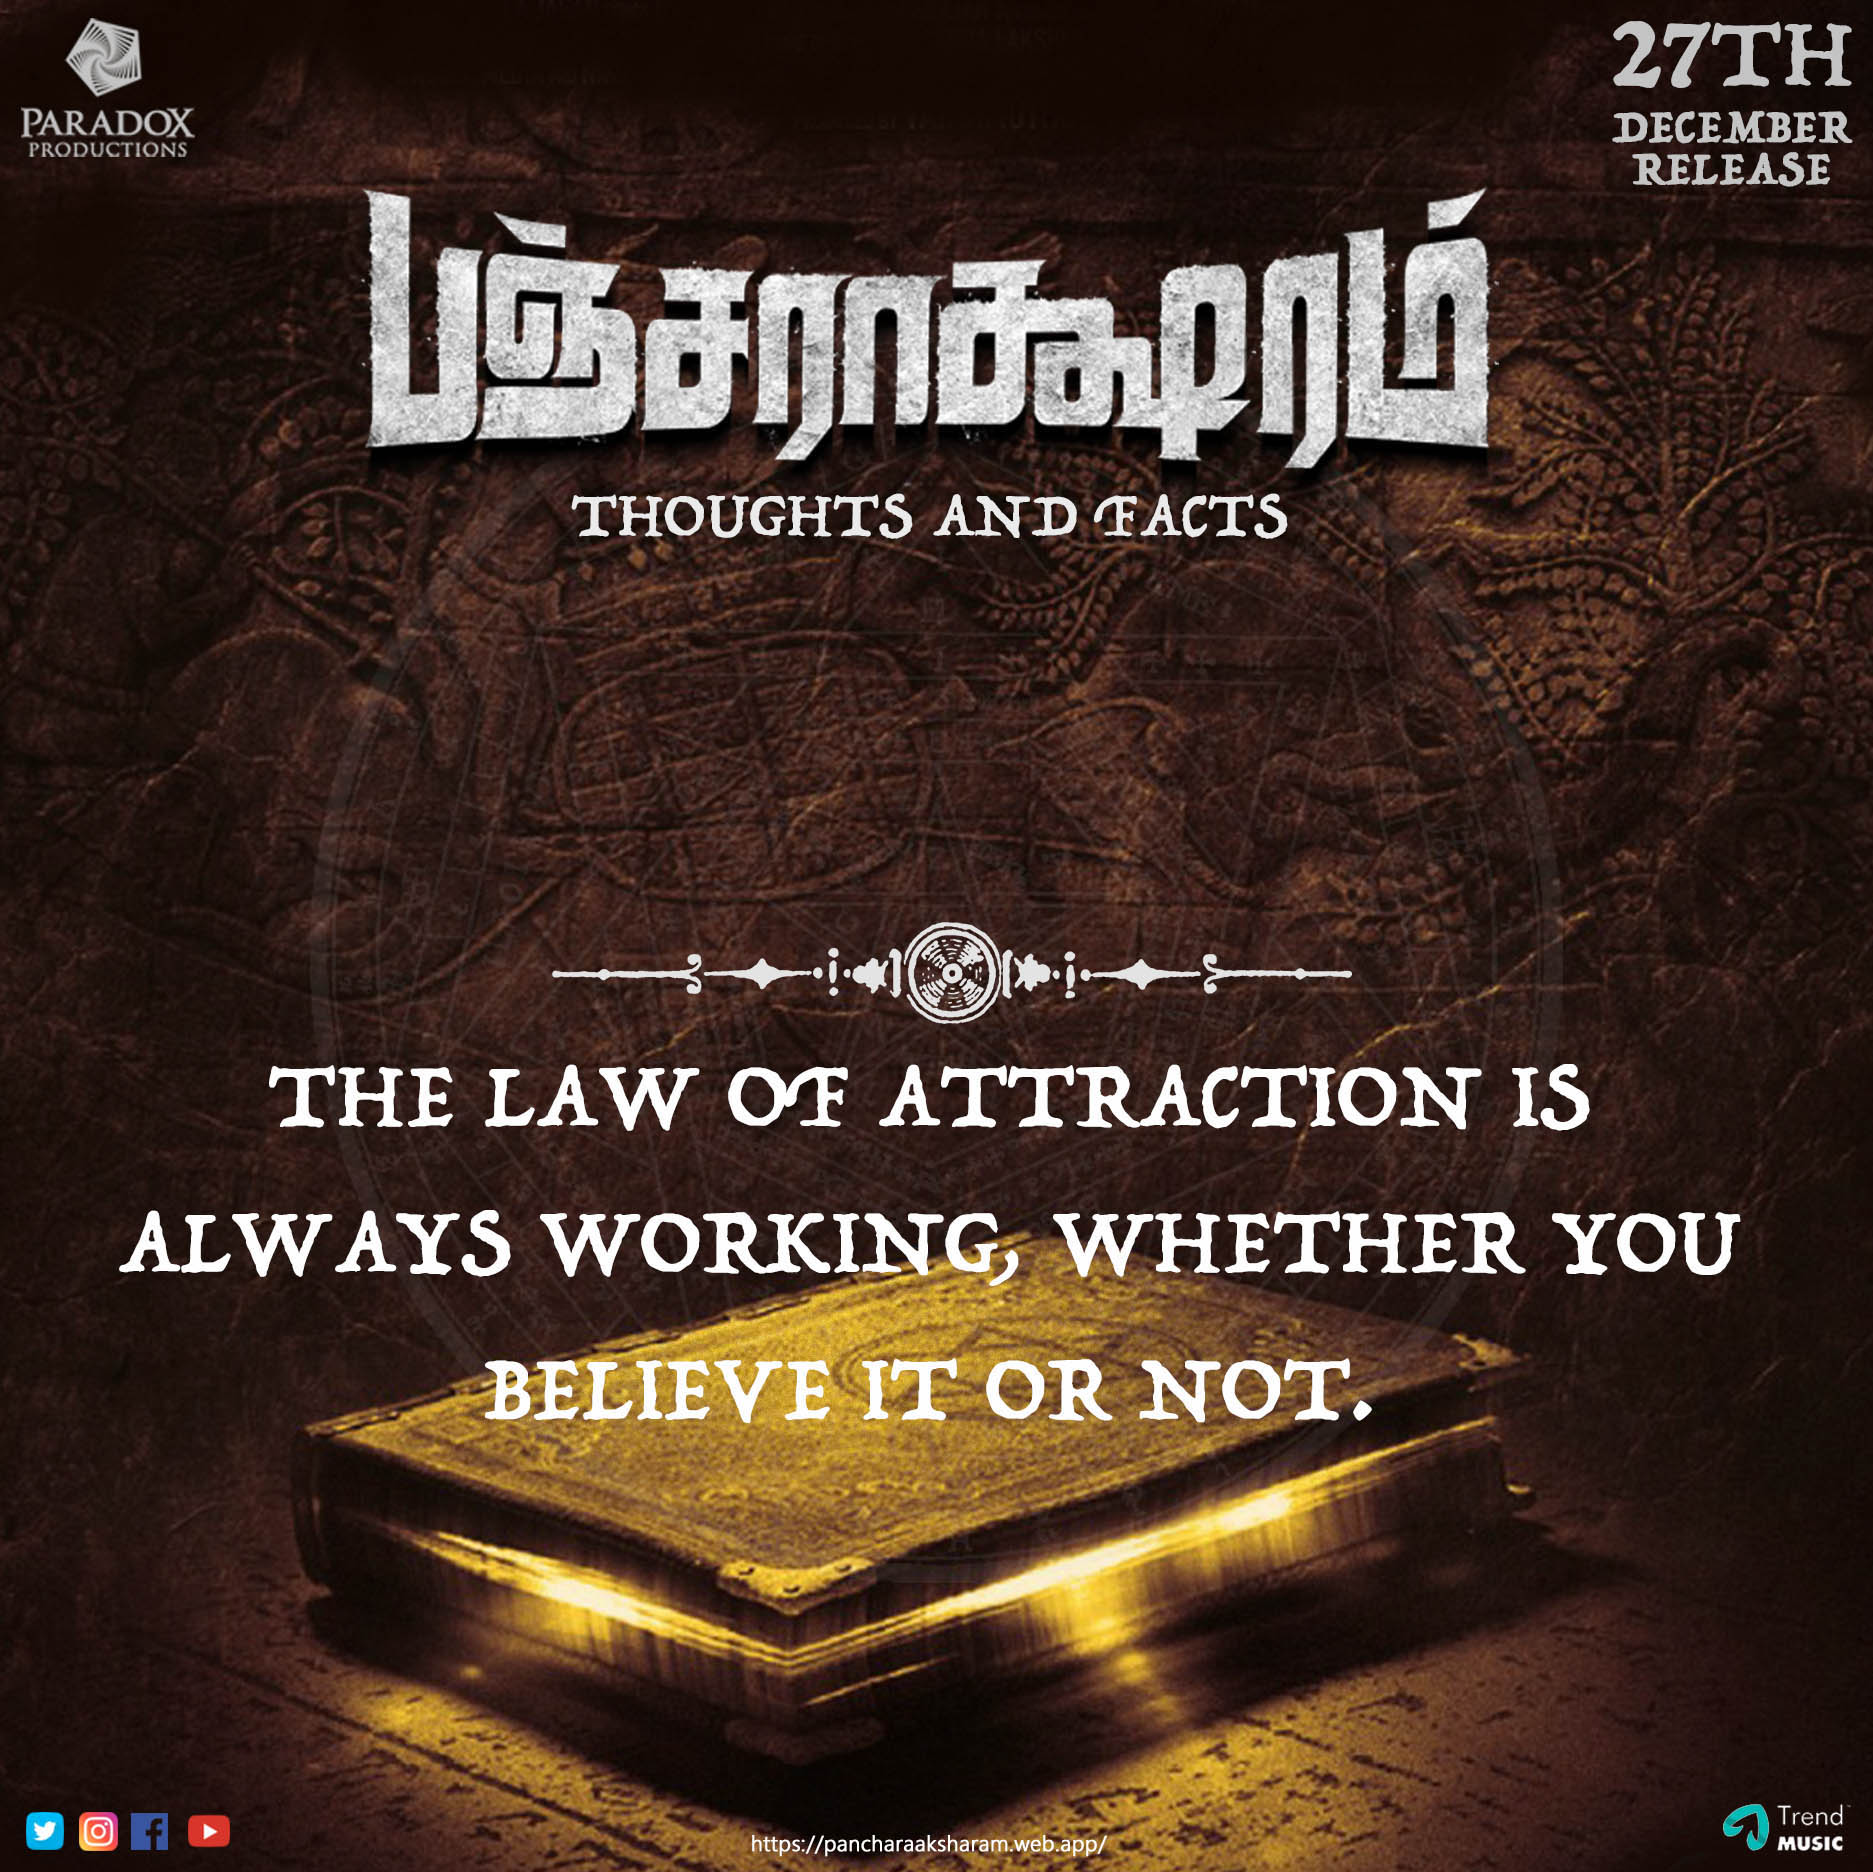 PARADOX
PRODUCTIONS
27TH
DECEMBER
RELEASE
பஞ்சராக்ஷரம்
THOUGHTS AND FACTS
THE LAW OF ATTRACTION IS
ALWAYS WORKING, WHETHER YOU
BELIEVE IT OR NOT.
https://pancharaaksharam.web.app/
Trend
MUSIC